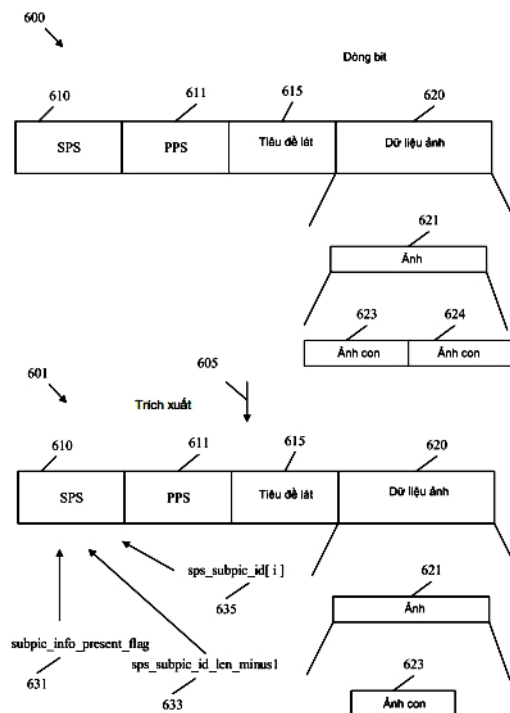 600
Dòng bit
610
611
615
620
SPS
PPS
Tiêu đề lát
Dữ liệu ảnh
621
Ảnh
623
624
Ảnh con
Ảnh con
601
605
Trích xuất
610
611
615
620
SPS
PPS
Tiêu đề lát
Dữ liệu ảnh
sps_subpic_id[ i ]
635
621
Ảnh
subpic_info_present_flag
631
sps_subpic_id_len_minus1
633
623
Ảnh con